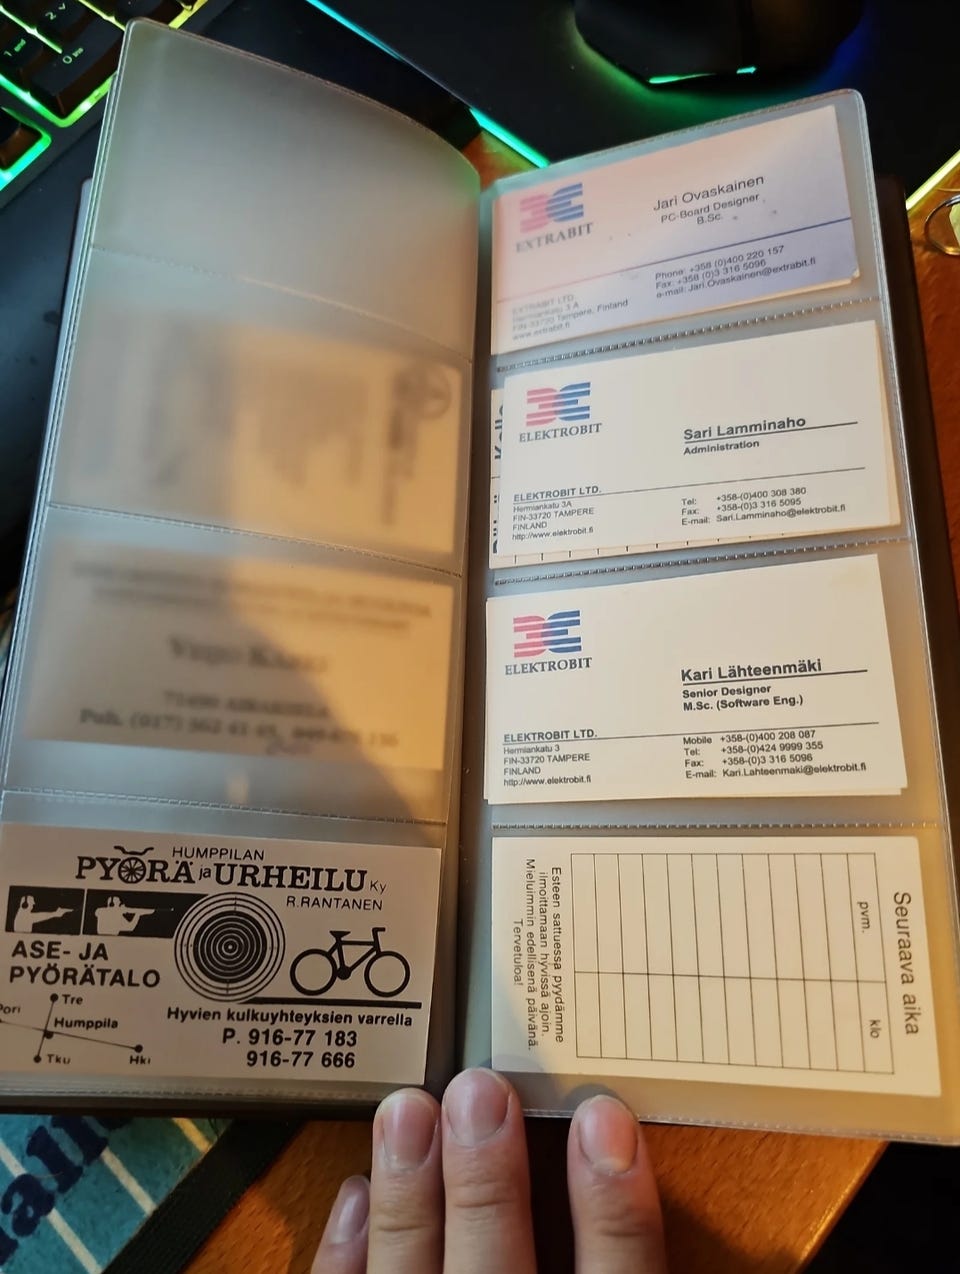 HUMPPILAN
PYÖRÄ ja URHEILU Ky
R.RANTANEN
ASE- JA
PYÖRÄTALO
Tre
Pori
Humppila
Tku
Hki
Hyvien kulkuyhteyksien varrella
P. 916-77 183
916-77 666
EXTRABIT
Jari Ovaskainen
PC-Board Designer
B.Sc.
EXTRABIT LTD.
Hermiankatu 3 A
FIN-33720 Tampere, Finland
www.extrabit.fi
Phone: +358 (0)400 220 157
Fax: +358 (0)3 316 5096
e-mail: Jari.Ovaskainen@extrabit.fi
ELEKTROBIT
Sari Lamminaho
Administration
ELEKTROBIT LTD.
Hermiankatu 3A
FIN-33720 TAMPERE
FINLAND
http://www.elektrobit.fi
Tel: +358-(0)400 308 380
Fax: +358-(0)3 316 5095
E-mail: Sari.Lamminaho@elektrobit.fi
ELEKTROBIT
Kari Lähteenmäki
Senior Designer
M.Sc. (Software Eng.)
ELEKTROBIT LTD.
Hermiankatu 3
FIN-33720 TAMPERE
FINLAND
http://www.elektrobit.fi
Mobile +358-(0)400 208 087
Tel: +358-(0)424 9999 355
Fax: +358-(0)3 316 5096
E-mail: Kari.Lahteenmaki@elektrobit.fi
Seuraava aika
pvm. klo
Esteen sattuessa pyydämme
ilmoittamaan hyvissä ajoin.
Mieluimmin edellisenä päivänä.
Tervetuloa!